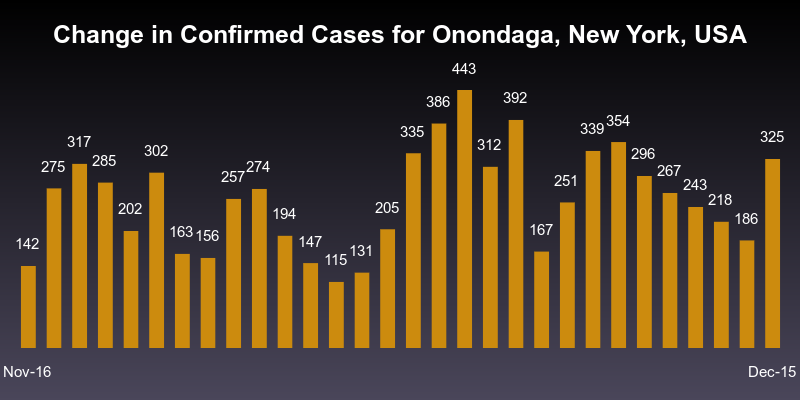 Change in Confirmed Cases for Onondaga, New York, USA
142 275 317 285 202 302 163 156 257 274 194 147 115 131 205 335 386 443 312 392 167 251 339 354 296 267 243 218 186 325
Nov-16 Dec-15